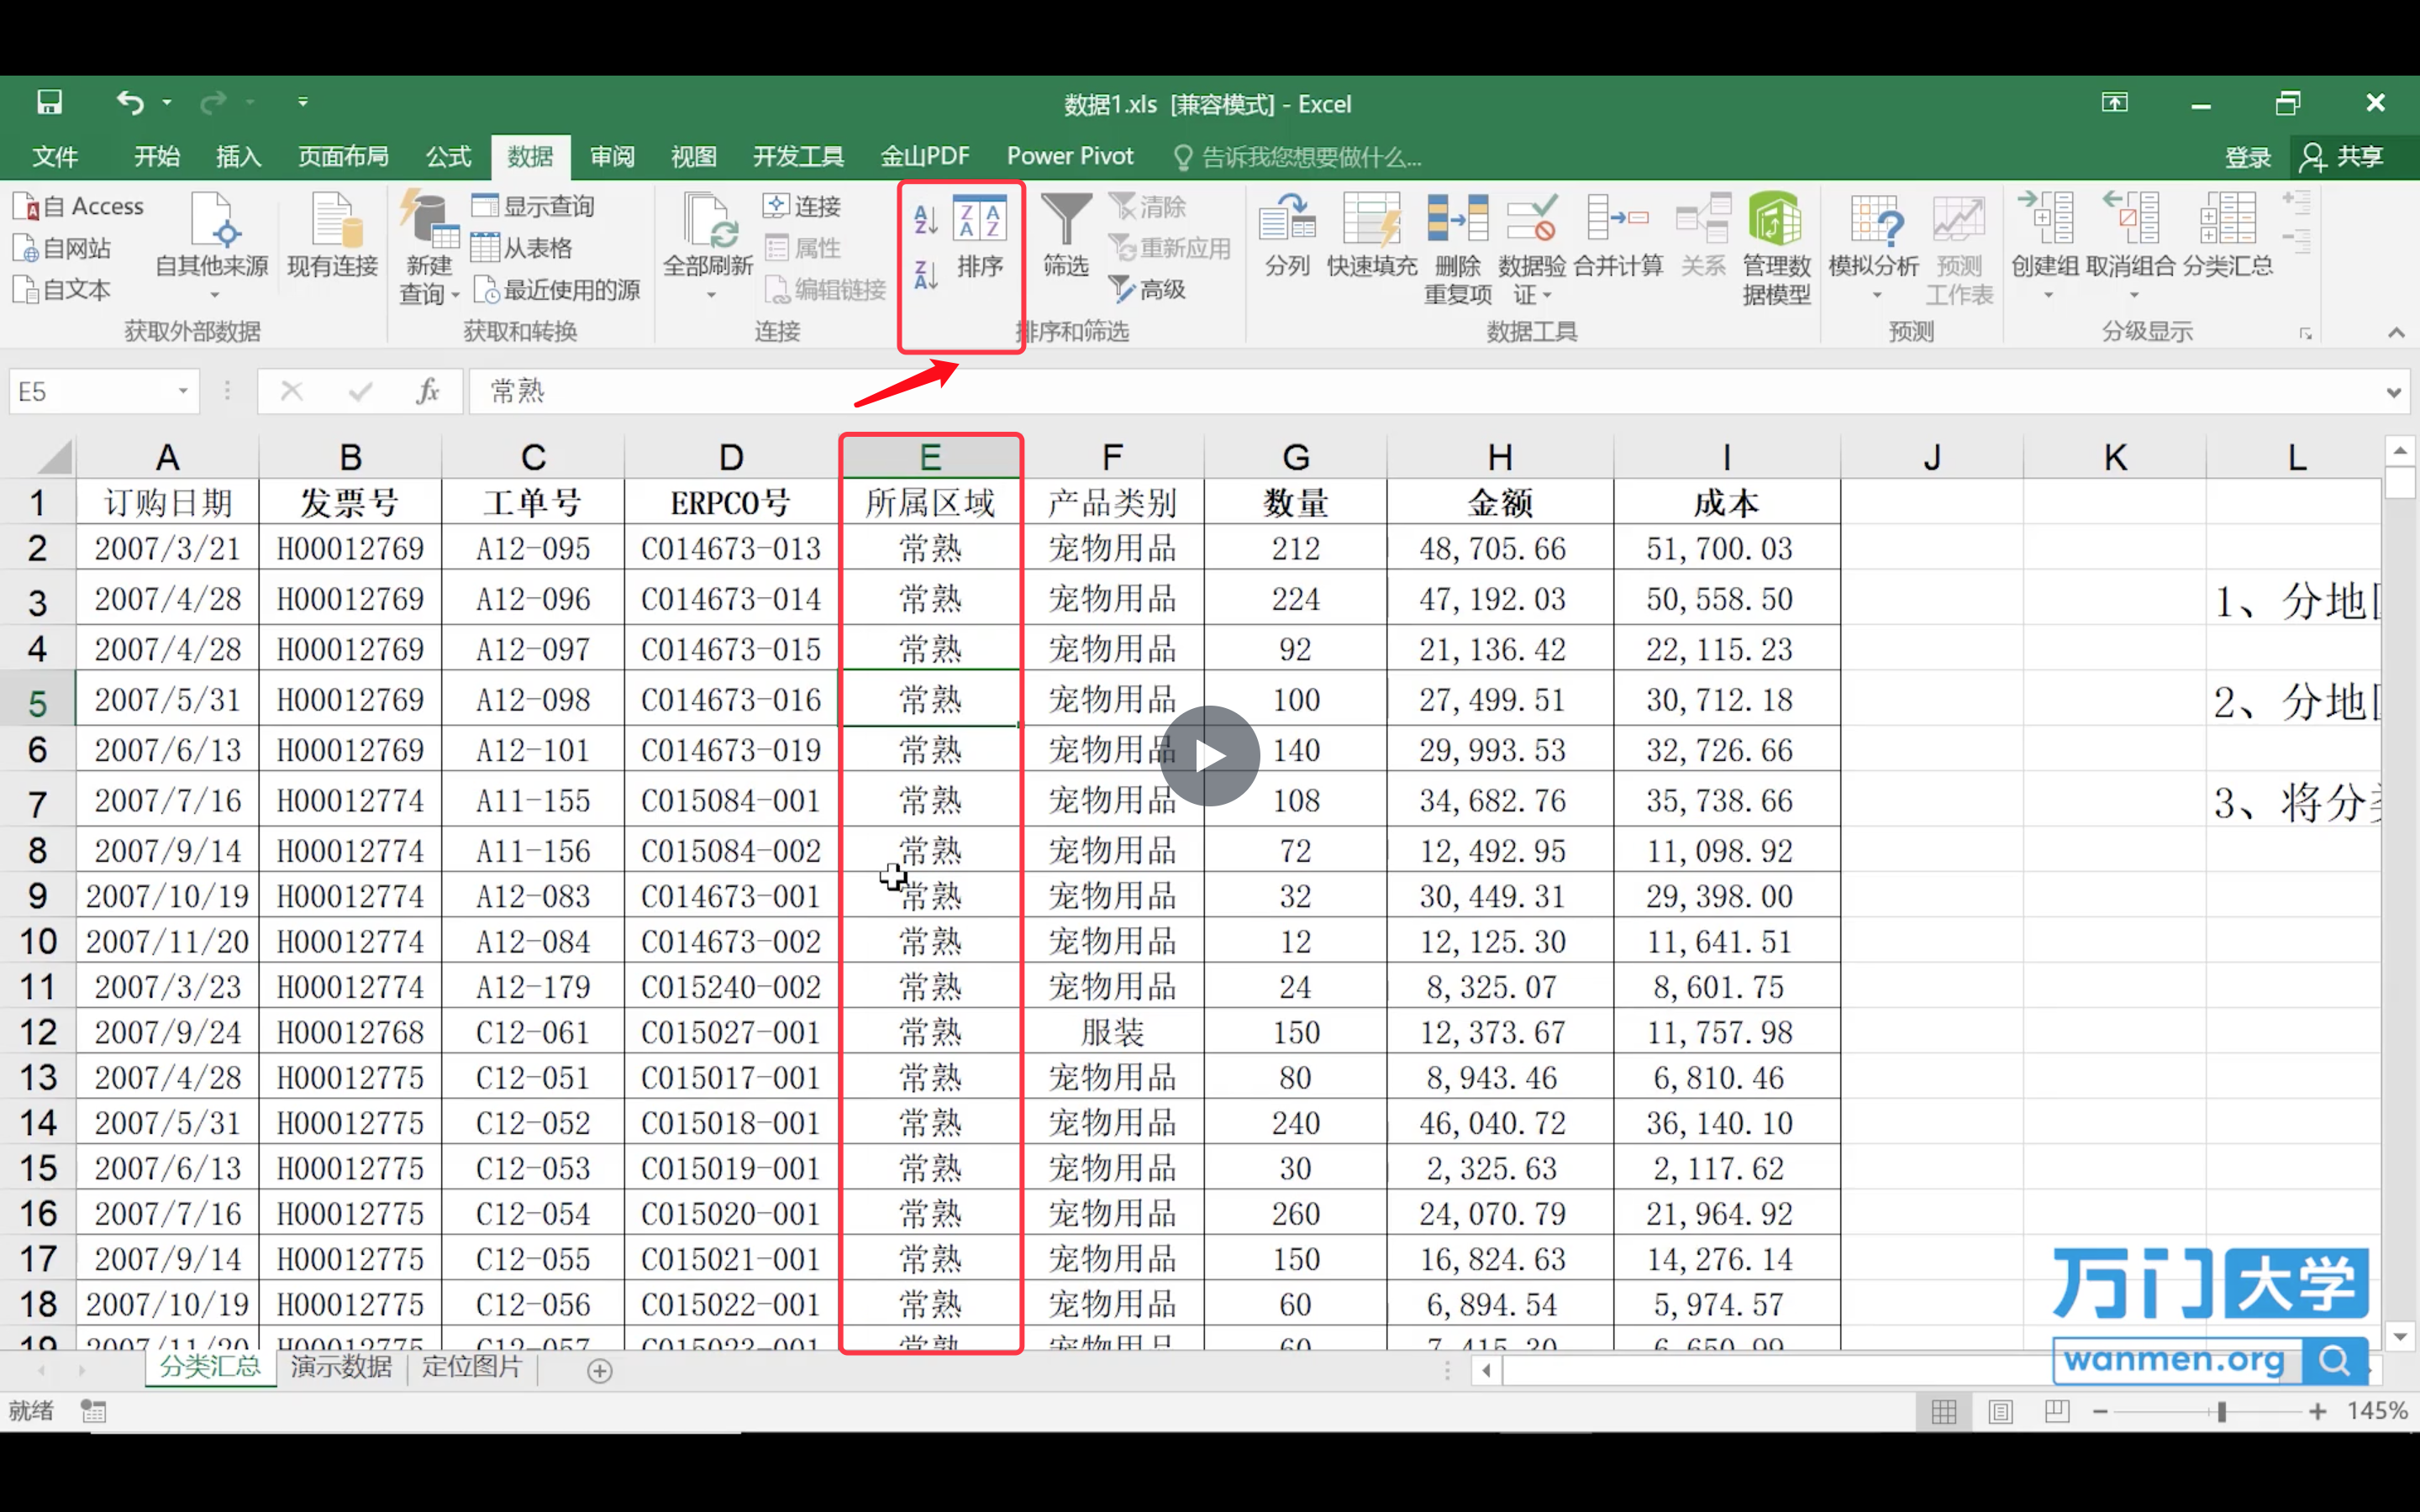 数据1.xls [兼容模式] - Excel
文件 开始 插入 页面布局 公式 数据 审阅 视图 开发工具 金山PDF Power Pivot 告诉我您想要做什么... 登录 共享
自 Access 显示查询 连接 清除
自网站 从表格 属性 重新应用
自文本 最近使用的源 编辑链接 高级
自其他来源 现有连接 新建查询 全部刷新 排序 筛选 分列 快速填充 删除重复项 数据验证 合并计算 关系 管理数据模型 模拟分析 预测工作表 创建组 取消组合 分类汇总
获取外部数据 获取和转换 连接 排序和筛选 数据工具 预测 分级显示
E5 fx 常熟
A B C D E F G H I J K L
1 订购日期 发票号 工单号 ERPCO号 所属区域 产品类别 数量 金额 成本
2 2007/3/21 H00012769 A12-095 C014673-013 常熟 宠物用品 212 48,705.66 51,700.03
3 2007/4/28 H00012769 A12-096 C014673-014 常熟 宠物用品 224 47,192.03 50,558.50 1、分地
4 2007/4/28 H00012769 A12-097 C014673-015 常熟 宠物用品 92 21,136.42 22,115.23
5 2007/5/31 H00012769 A12-098 C014673-016 常熟 宠物用品 100 27,499.51 30,712.18 2、分地
6 2007/6/13 H00012769 A12-101 C014673-019 常熟 宠物用品 140 29,993.53 32,726.66
7 2007/7/16 H00012774 A11-155 C015084-001 常熟 宠物用品 108 34,682.76 35,738.66 3、将分
8 2007/9/14 H00012774 A11-156 C015084-002 常熟 宠物用品 72 12,492.95 11,098.92
9 2007/10/19 H00012774 A12-083 C014673-001 常熟 宠物用品 32 30,449.31 29,398.00
10 2007/11/20 H00012774 A12-084 C014673-002 常熟 宠物用品 12 12,125.30 11,641.51
11 2007/3/23 H00012774 A12-179 C015240-002 常熟 宠物用品 24 8,325.07 8,601.75
12 2007/9/24 H00012768 C12-061 C015027-001 常熟 服装 150 12,373.67 11,757.98
13 2007/4/28 H00012775 C12-051 C015017-001 常熟 宠物用品 80 8,943.46 6,810.46
14 2007/5/31 H00012775 C12-052 C015018-001 常熟 宠物用品 240 46,040.72 36,140.10
15 2007/6/13 H00012775 C12-053 C015019-001 常熟 宠物用品 30 2,325.63 2,117.62
16 2007/7/16 H00012775 C12-054 C015020-001 常熟 宠物用品 260 24,070.79 21,964.92
17 2007/9/14 H00012775 C12-055 C015021-001 常熟 宠物用品 150 16,824.63 14,276.14
18 2007/10/19 H00012775 C12-056 C015022-001 常熟 宠物用品 60 6,894.54 5,974.57
万门大学
wanmen.org
分类汇总 演示数据 定位图片
就绪 145%